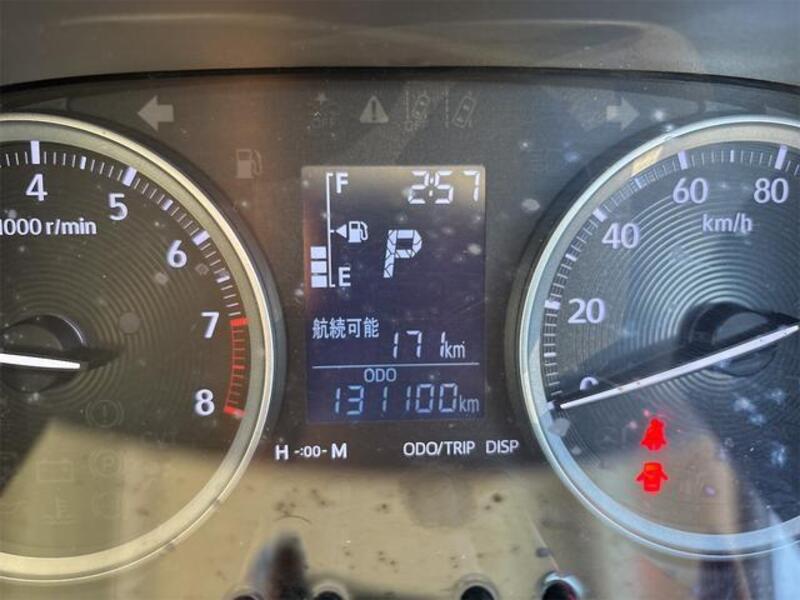 F 2:57
P
E
航続可能
171km
ODO
131100km
H -:00- M ODO/TRIP DISP
4
5
6
7
8
1000 r/min
0
20
40
60
80
km/h